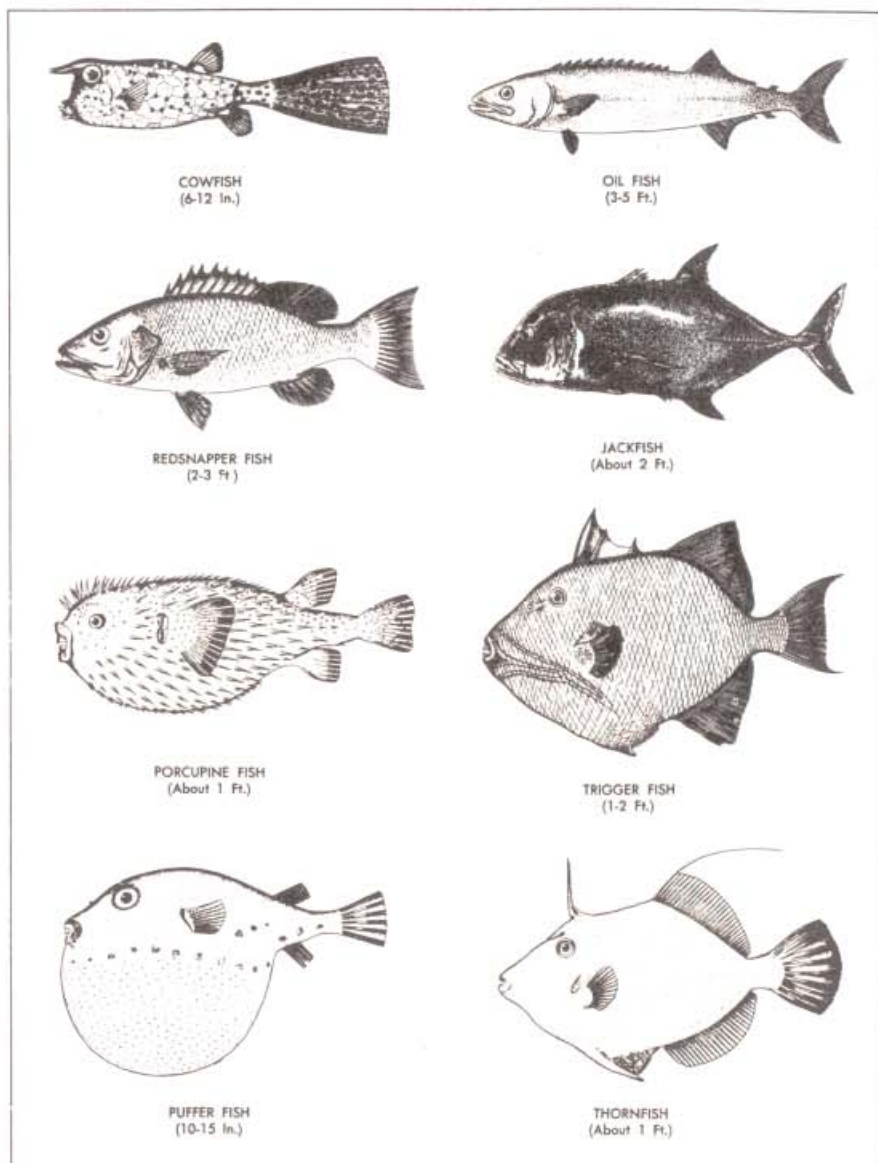 COWFISH
(6-12 In.)
OIL FISH
(3-5 Ft.)
REDSNAPPER FISH
(2-3 Ft)
JACKFISH
(About 2 Ft.)
PORCUPINE FISH
(About 1 Ft.)
TRIGGER FISH
(1-2 Ft.)
PUFFER FISH
(10-15 In.)
THORNFISH
(About 1 Ft.)